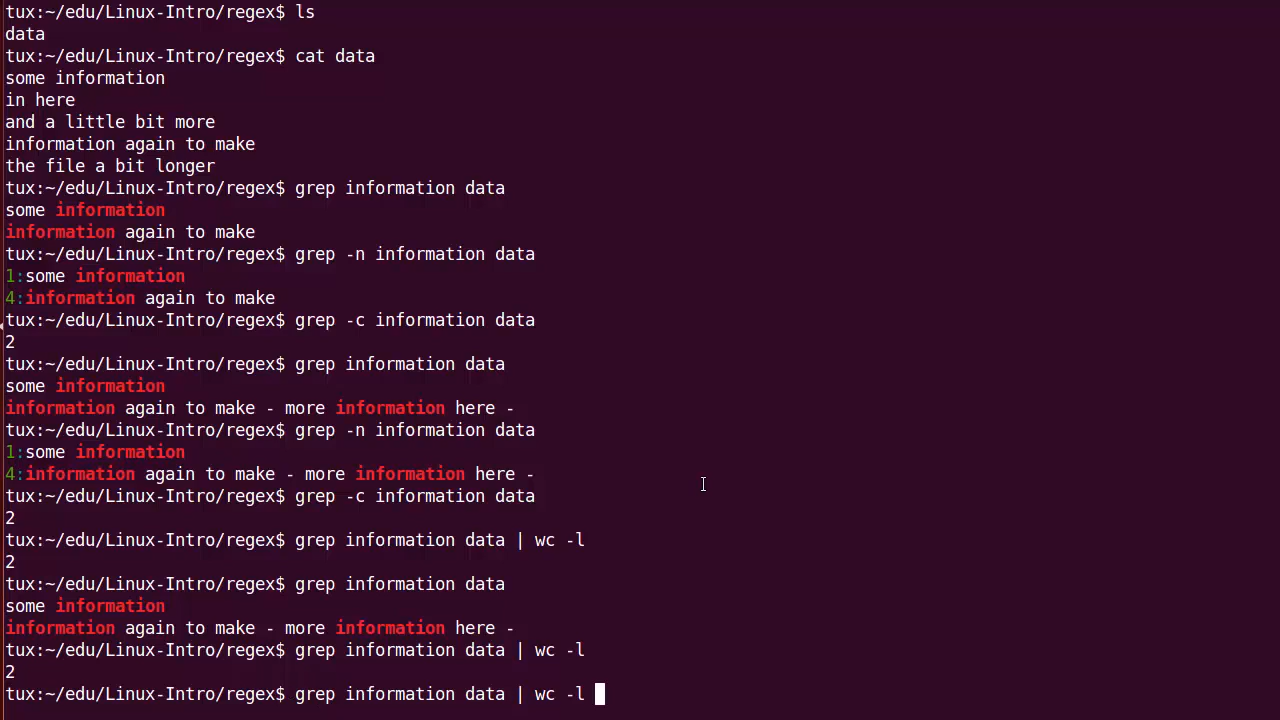 tux:~/edu/Linux-Intro/regex$ ls
data
tux:~/edu/Linux-Intro/regex$ cat data
some information
in here
and a little bit more
information again to make
the file a bit longer
tux:~/edu/Linux-Intro/regex$ grep information data
some information
information again to make
tux:~/edu/Linux-Intro/regex$ grep -n information data
1:some information
4:information again to make
tux:~/edu/Linux-Intro/regex$ grep -c information data
2
tux:~/edu/Linux-Intro/regex$ grep information data
some information
information again to make - more information here -
tux:~/edu/Linux-Intro/regex$ grep -n information data
1:some information
4:information again to make - more information here -
tux:~/edu/Linux-Intro/regex$ grep -c information data
2
tux:~/edu/Linux-Intro/regex$ grep information data | wc -l
2
tux:~/edu/Linux-Intro/regex$ grep information data
some information
information again to make - more information here -
tux:~/edu/Linux-Intro/regex$ grep information data | wc -l
2
tux:~/edu/Linux-Intro/regex$ grep information data | wc -l